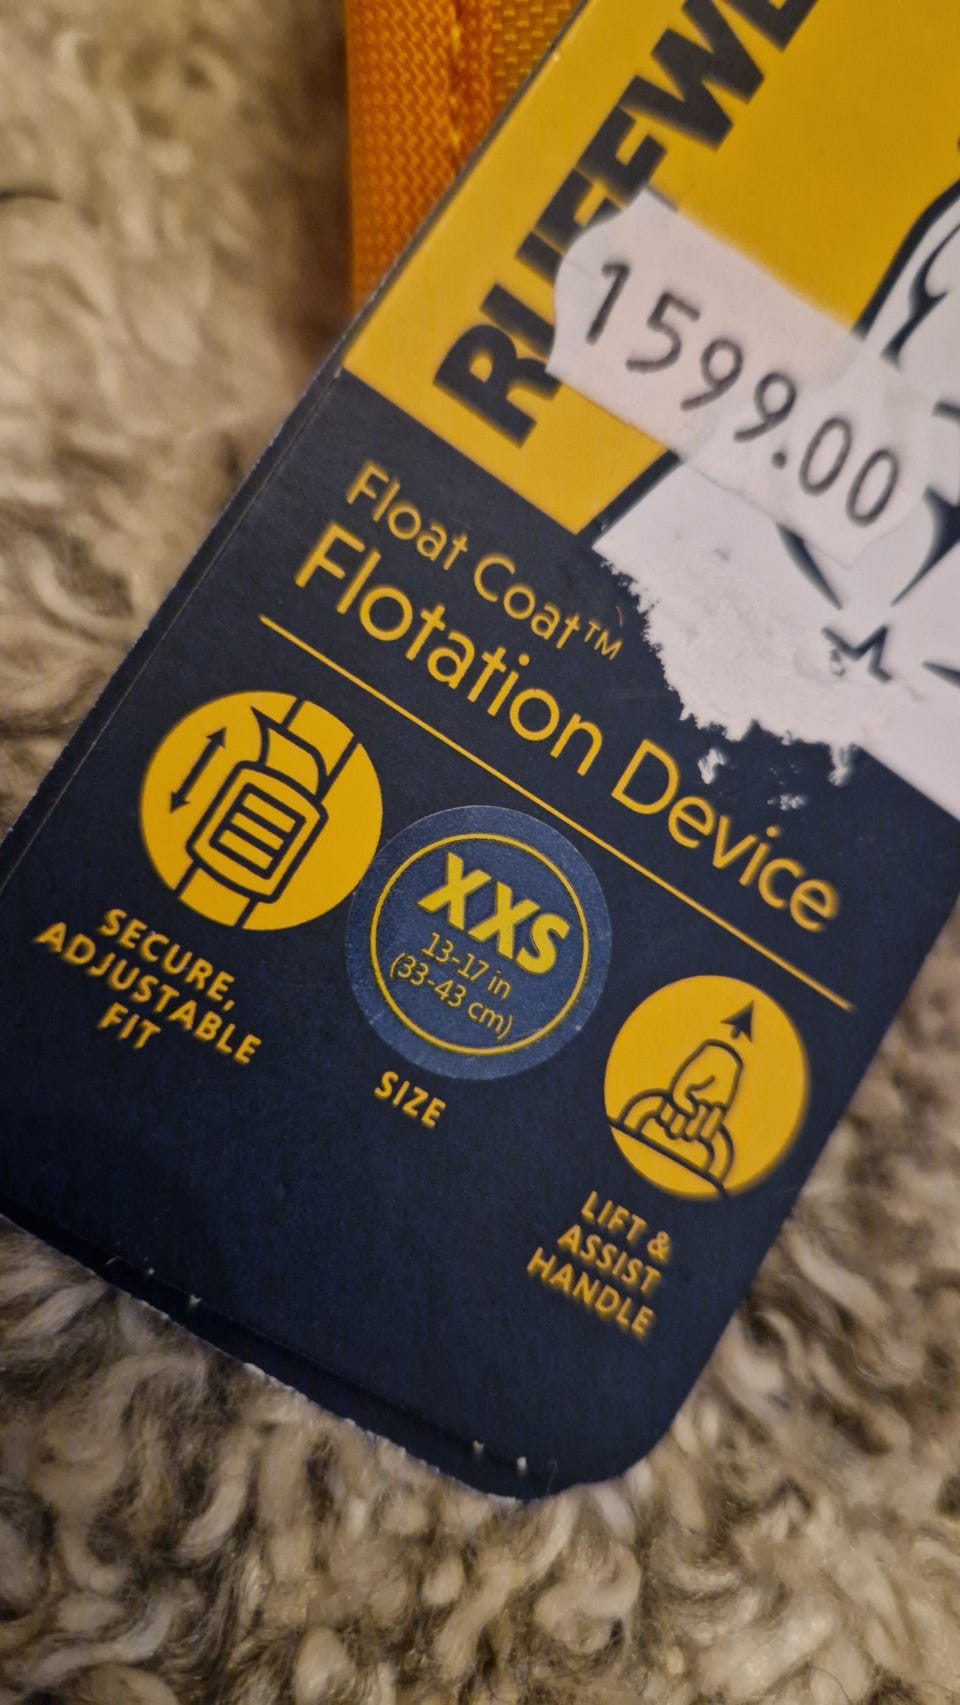 RUFFWE
1599.00
Float Coat™
Flotation Device
SECURE,
ADJUSTABLE
FIT
XXS
13-17 in
(33-43 cm)
SIZE
LIFT &
ASSIST
HANDLE